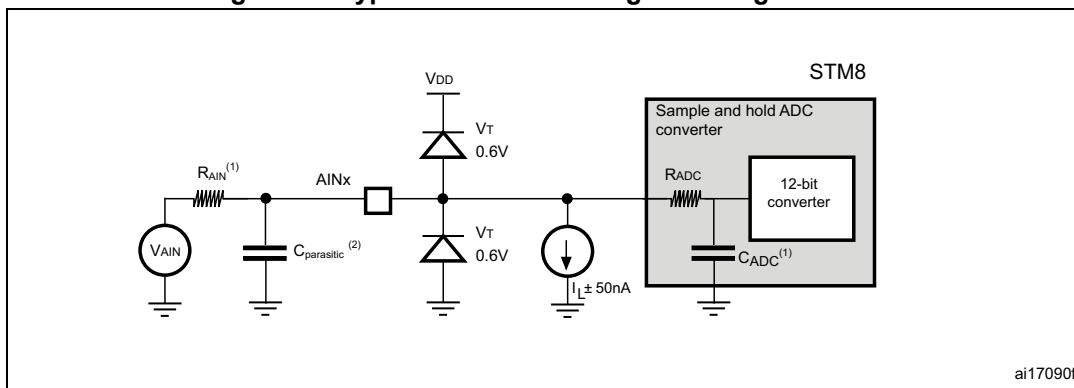 STM8
VDD
Sample and hold ADC
converter
VT
0.6V
RAIN(1)
AINx
RADC
12-bit
converter
VAIN
Cparasitic (2)
VT
0.6V
CADC(1)
IL± 50nA
ai17090f